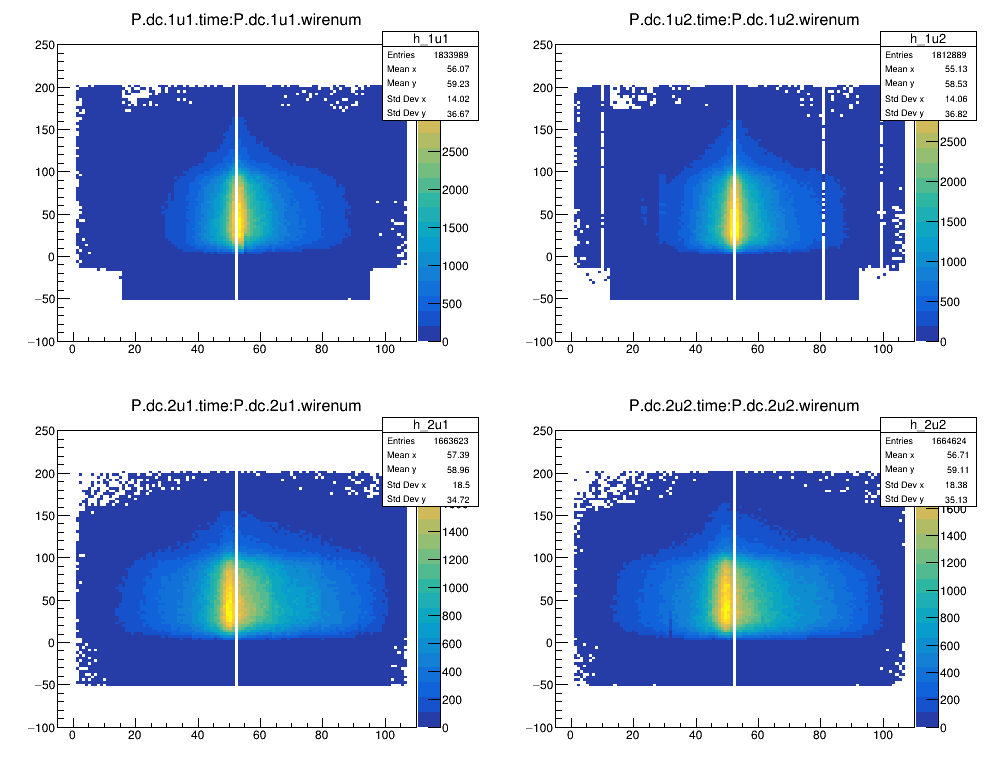 P.dc.1u1.time:P.dc.1u1.wirenum
h_1u1
Entries 1833989
Mean x 56.07
Mean y 59.23
Std Dev x 14.02
Std Dev y 36.67
250
200
150
100
50
0
−50
−100
0 20 40 60 80 100
2500
2000
1500
1000
500
0
P.dc.1u2.time:P.dc.1u2.wirenum
h_1u2
Entries 1812889
Mean x 55.13
Mean y 58.53
Std Dev x 14.06
Std Dev y 36.82
250
200
150
100
50
0
−50
−100
0 20 40 60 80 100
2500
2000
1500
1000
500
0
P.dc.2u1.time:P.dc.2u1.wirenum
h_2u1
Entries 1663623
Mean x 57.39
Mean y 58.96
Std Dev x 18.5
Std Dev y 34.72
250
200
150
100
50
0
−50
−100
0 20 40 60 80 100
1400
1200
1000
800
600
400
200
0
P.dc.2u2.time:P.dc.2u2.wirenum
h_2u2
Entries 1664624
Mean x 56.71
Mean y 59.11
Std Dev x 18.38
Std Dev y 35.13
250
200
150
100
50
0
−50
−100
0 20 40 60 80 100
1600
1400
1200
1000
800
600
400
200
0